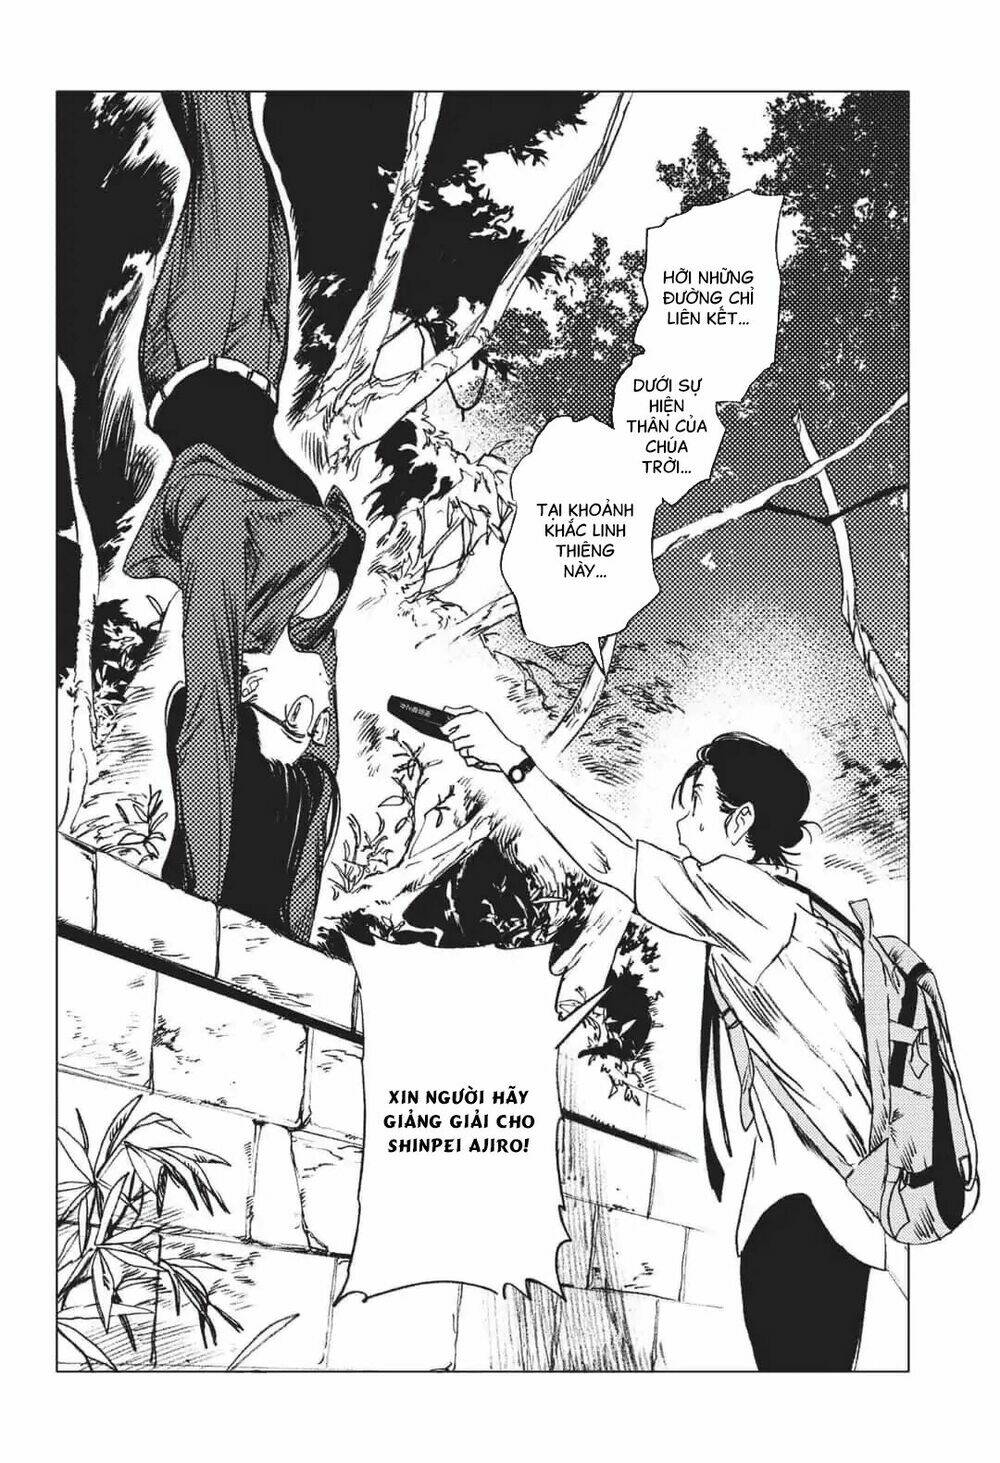 HỠI NHỮNG
ĐƯỜNG CHỈ
LIÊN KẾT...
DƯỚI SỰ
HIỆN
THÂN CỦA
CHÚA
TRỜI...
TẠI KHOẢNH
KHẮC LINH
THIÊNG
NÀY...
XIN NGƯỜI HÃY
GIẢNG GIẢI CHO
SHINPEI AJIRO!